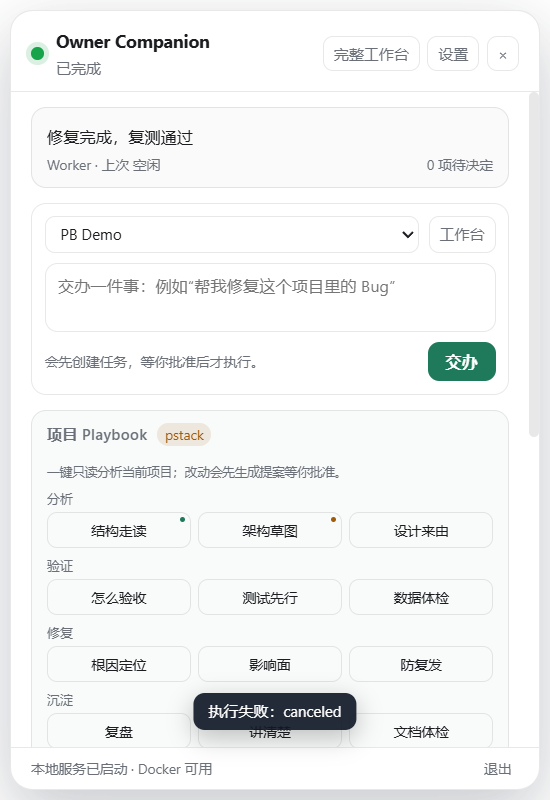 Owner Companion
已完成
完整工作台
设置
×
修复完成，复测通过
Worker · 上次 空闲
0 项待决定
PB Demo
工作台
交办一件事：例如“帮我修复这个项目里的 Bug”
会先创建任务，等你批准后才执行。
交办
项目 Playbook
pstack
一键只读分析当前项目；改动会先生成提案等你批准。
分析
结构走读
架构草图
设计来由
验证
怎么验收
测试先行
数据体检
修复
根因定位
影响面
防复发
沉淀
复盘
讲清楚
文档体检
执行失败：canceled
本地服务已启动 · Docker 可用
退出